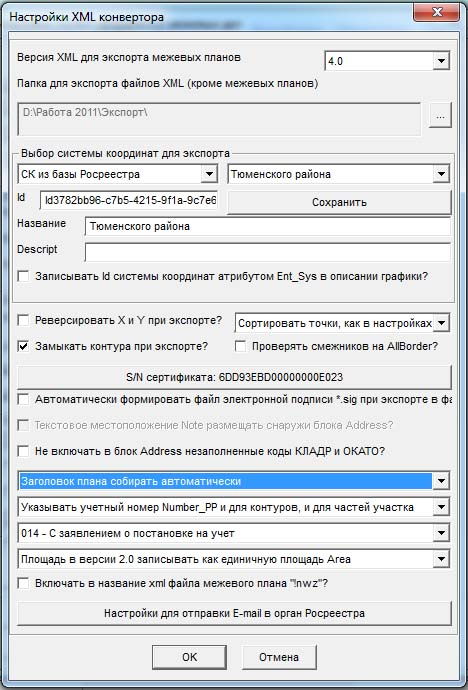 Настройки XML конвертора
Версия XML для экспорта межевых планов
4.0
Папка для экспорта файлов XML (кроме межевых планов)
D:\Работа 2011\Экспорт\
...
Выбор системы координат для экспорта
СК из базы Росреестра
Тюменского района
Id
Id3782bb96-c7b5-4215-9f1a-9c7e6
Сохранить
Название
Тюменского района
Descript
Записывать Id системы координат атрибутом Ent_Sys в описании графики?
Реверсировать X и Y при экспорте?
Сортировать точки, как в настройках
Замыкать контура при экспорте?
Проверять смежников на AllBorder?
S/N сертификата: 6DD93EBD00000000E023
Автоматически формировать файл электронной подписи *.sig при экспорте в фа
Текстовое местоположение Note размещать снаружи блока Address?
Не включать в блок Address незаполненные коды КЛАДР и ОКАТО?
Заголовок плана собирать автоматически
Указывать учетный номер Number_PP и для контуров, и для частей участка
014 - С заявлением о постановке на учет
Площадь в версии 2.0 записывать как единичную площадь Area
Включать в название xml файла межевого плана "!nwz"?
Настройки для отправки E-mail в орган Росреестра
OK
Отмена